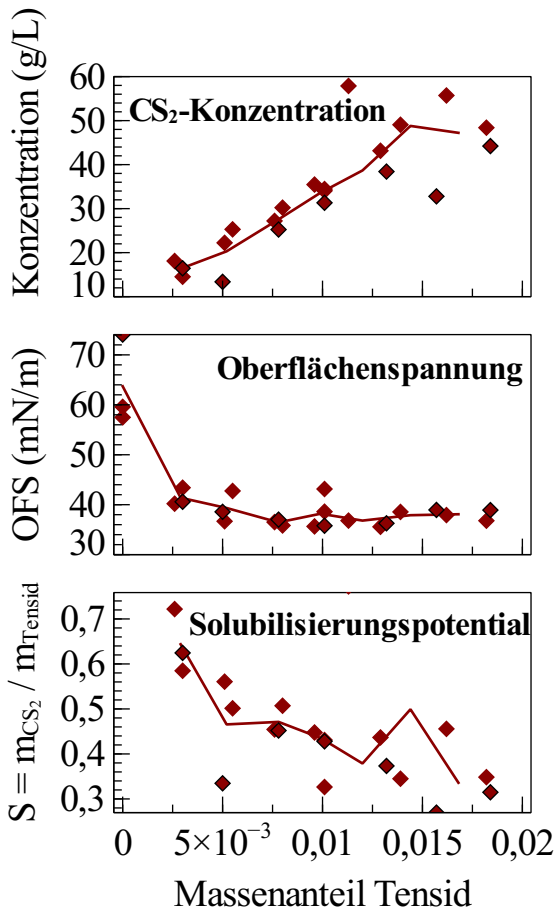 Konzentration (g/L)
60
50
40
30
20
10
CS₂-Konzentration
OFS (mN/m)
70
60
50
40
30
Oberflächenspannung
S = m_CS₂ / m_Tensid
0,7
0,6
0,5
0,4
0,3
Solubilisierungspotential
0 5×10⁻³ 0,01 0,015 0,02
Massenanteil Tensid